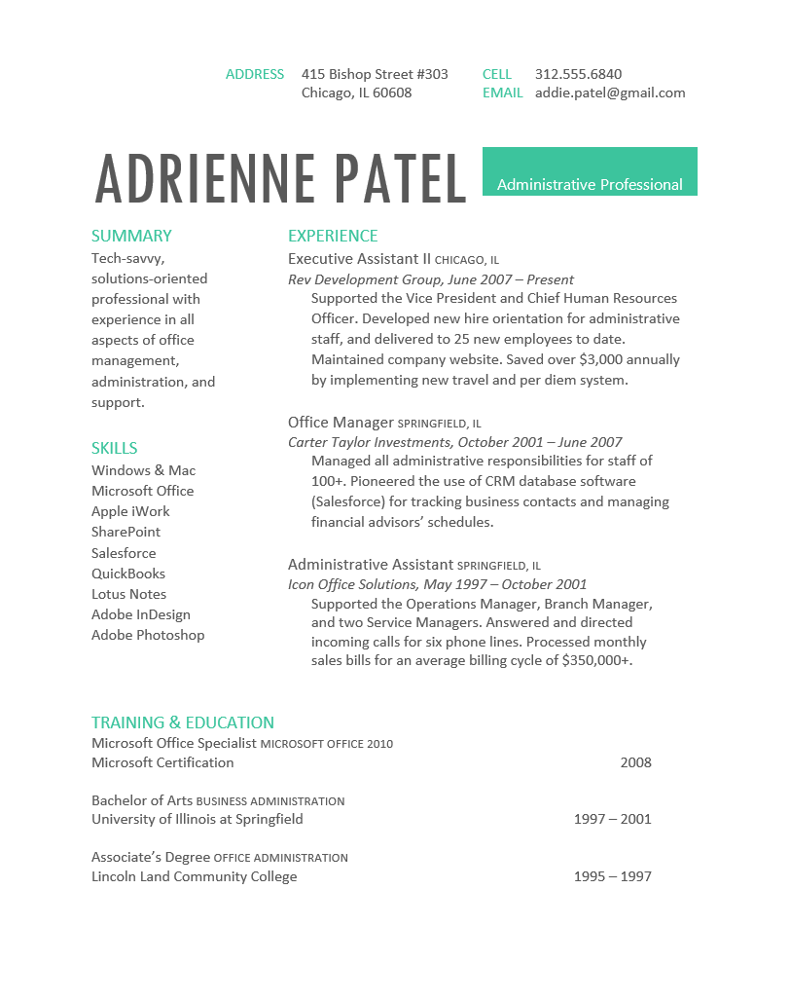 ADDRESS 415 Bishop Street #303
Chicago, IL 60608
CELL 312.555.6840
EMAIL addie.patel@gmail.com
ADRIENNE PATEL
Administrative Professional
SUMMARY
Tech-savvy,
solutions-oriented
professional with
experience in all
aspects of office
management,
administration, and
support.
SKILLS
Windows & Mac
Microsoft Office
Apple iWork
SharePoint
Salesforce
QuickBooks
Lotus Notes
Adobe InDesign
Adobe Photoshop
EXPERIENCE
Executive Assistant II CHICAGO, IL
Rev Development Group, June 2007 – Present
Supported the Vice President and Chief Human Resources
Officer. Developed new hire orientation for administrative
staff, and delivered to 25 new employees to date.
Maintained company website. Saved over $3,000 annually
by implementing new travel and per diem system.
Office Manager SPRINGFIELD, IL
Carter Taylor Investments, October 2001 – June 2007
Managed all administrative responsibilities for staff of
100+. Pioneered the use of CRM database software
(Salesforce) for tracking business contacts and managing
financial advisors’ schedules.
Administrative Assistant SPRINGFIELD, IL
Icon Office Solutions, May 1997 – October 2001
Supported the Operations Manager, Branch Manager,
and two Service Managers. Answered and directed
incoming calls for six phone lines. Processed monthly
sales bills for an average billing cycle of $350,000+.
TRAINING & EDUCATION
Microsoft Office Specialist MICROSOFT OFFICE 2010
Microsoft Certification 2008
Bachelor of Arts BUSINESS ADMINISTRATION
University of Illinois at Springfield 1997 – 2001
Associate’s Degree OFFICE ADMINISTRATION
Lincoln Land Community College 1995 – 1997